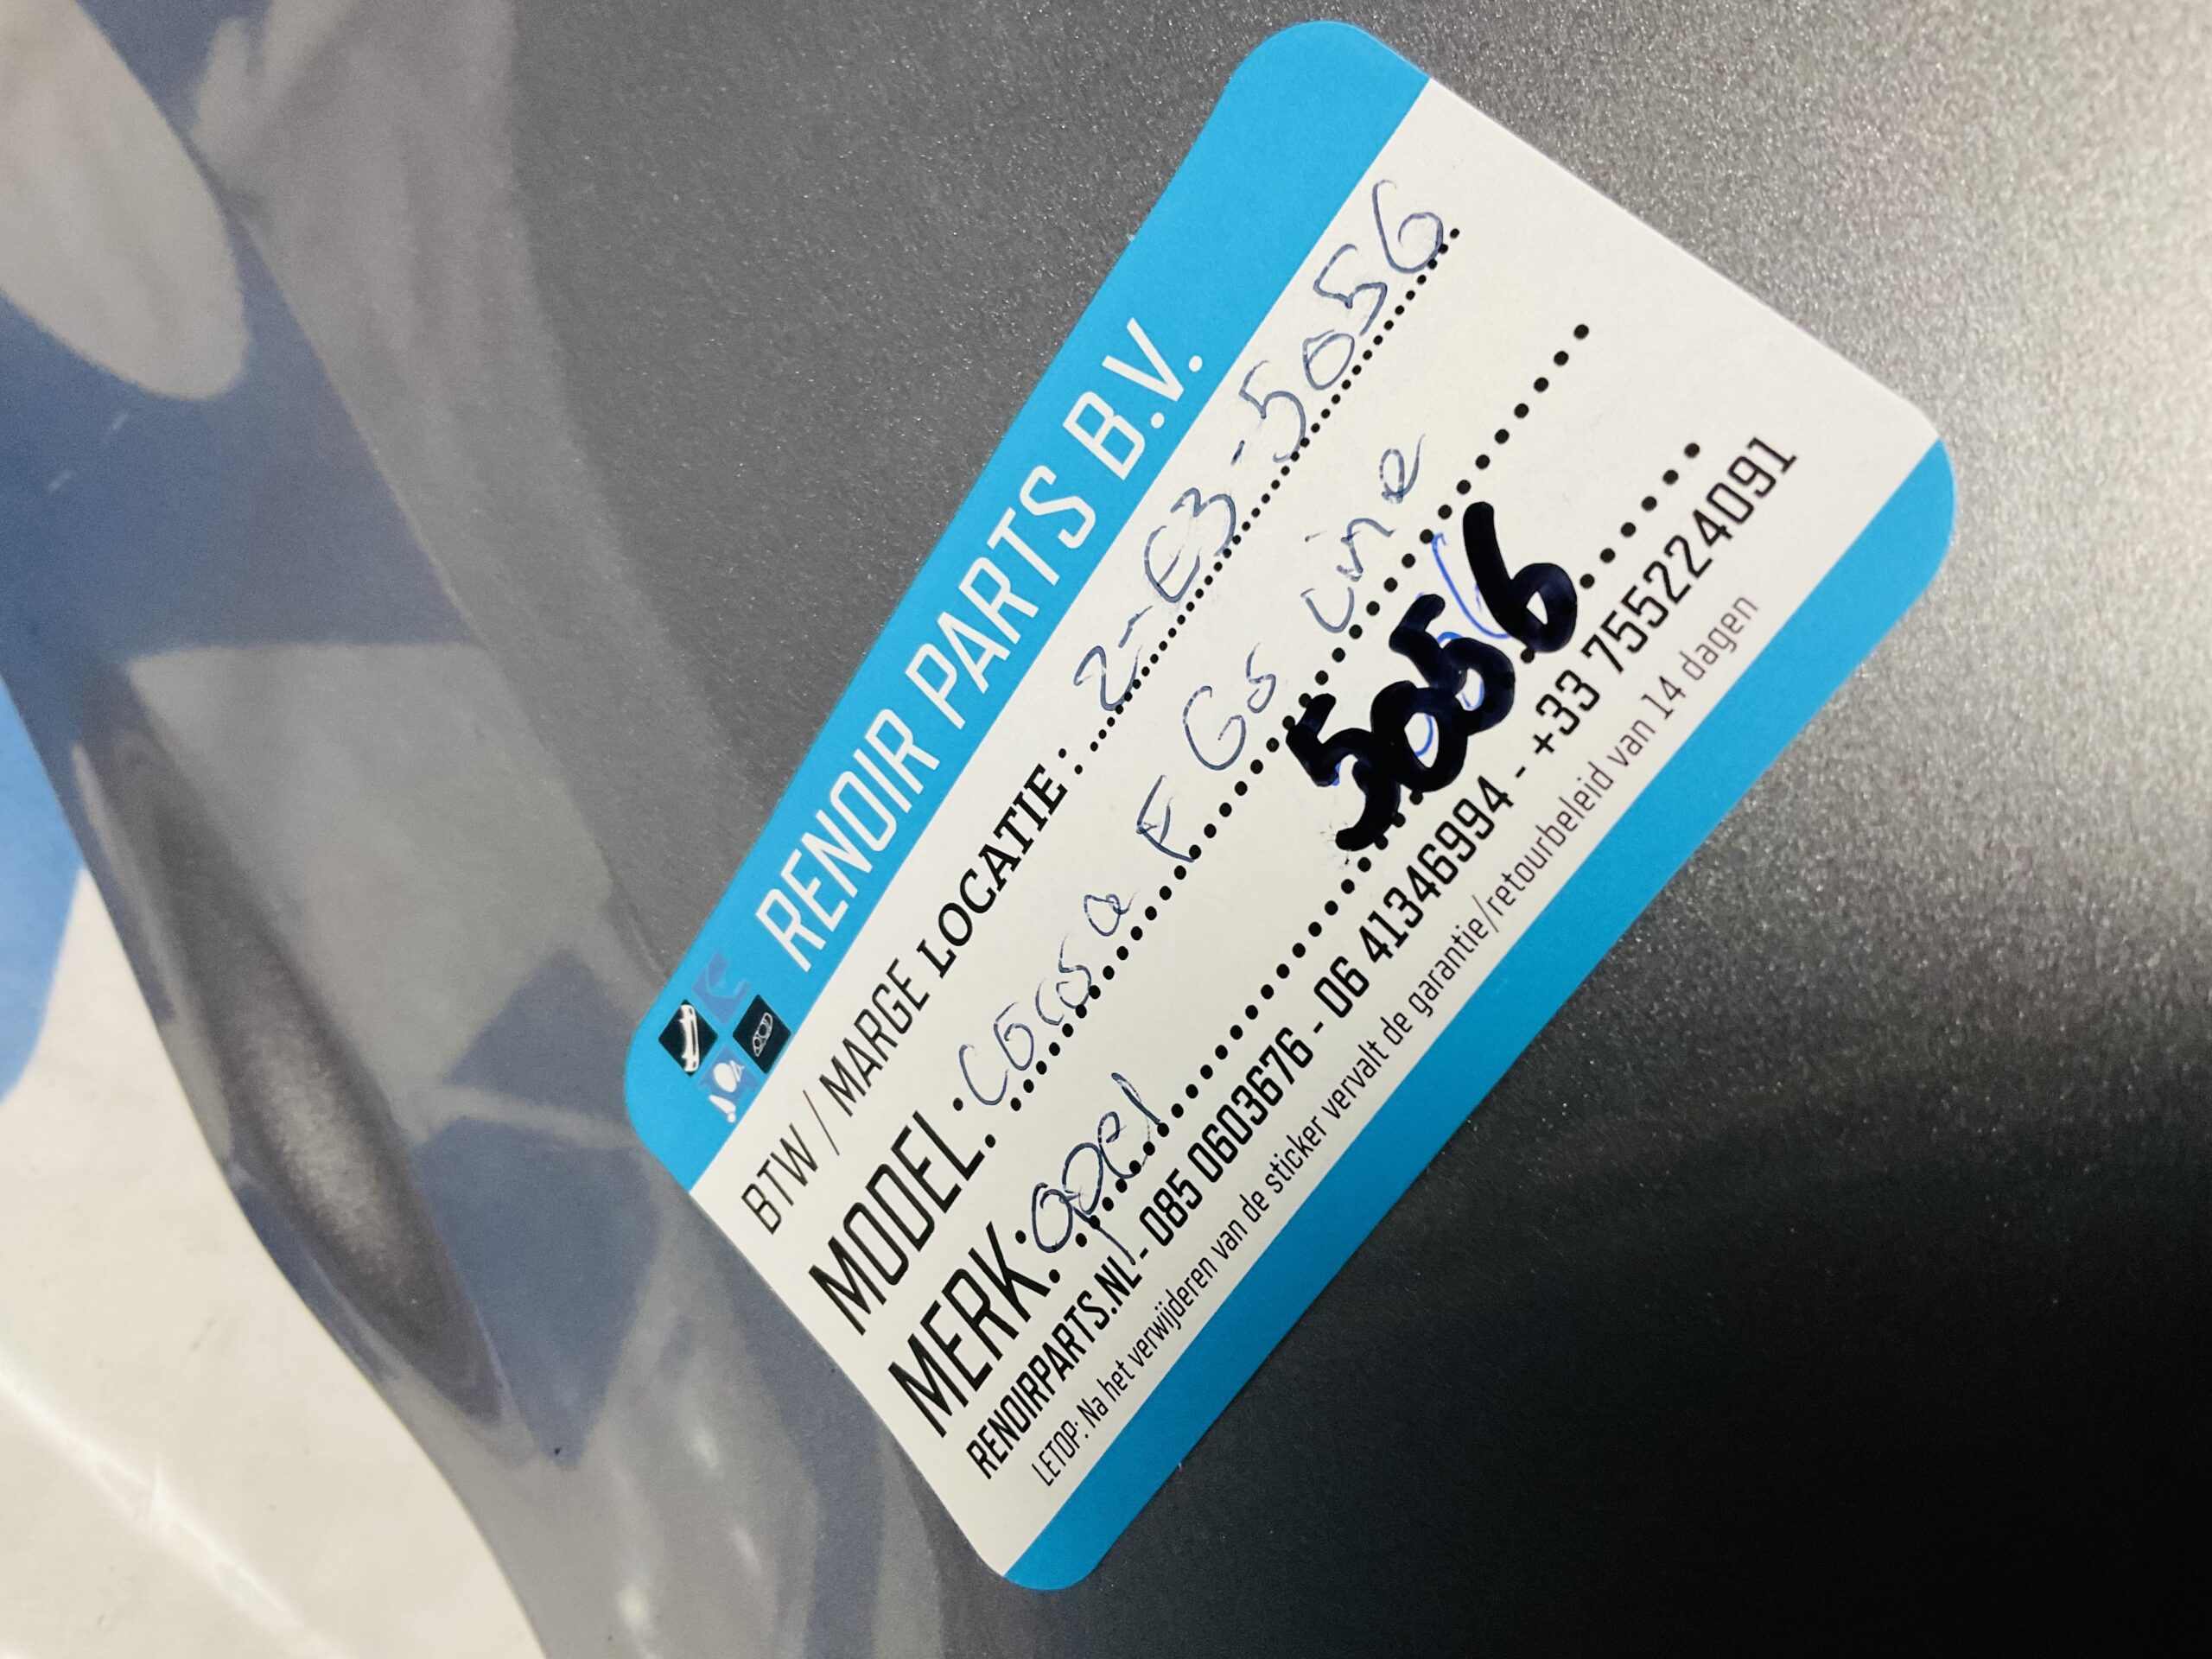 RENOIR PARTS B.V.
BTW / MARGE LOCATIE: 2-E3-5056
MODEL: Corsa F Gs Line
MERK: opel 5056
RENOIRPARTS.NL - 085 0603676 - 06 41346994 - +33 755224091
LETOP: Na het verwijderen van de sticker vervalt de garantie/retourbeleid van 14 dagen